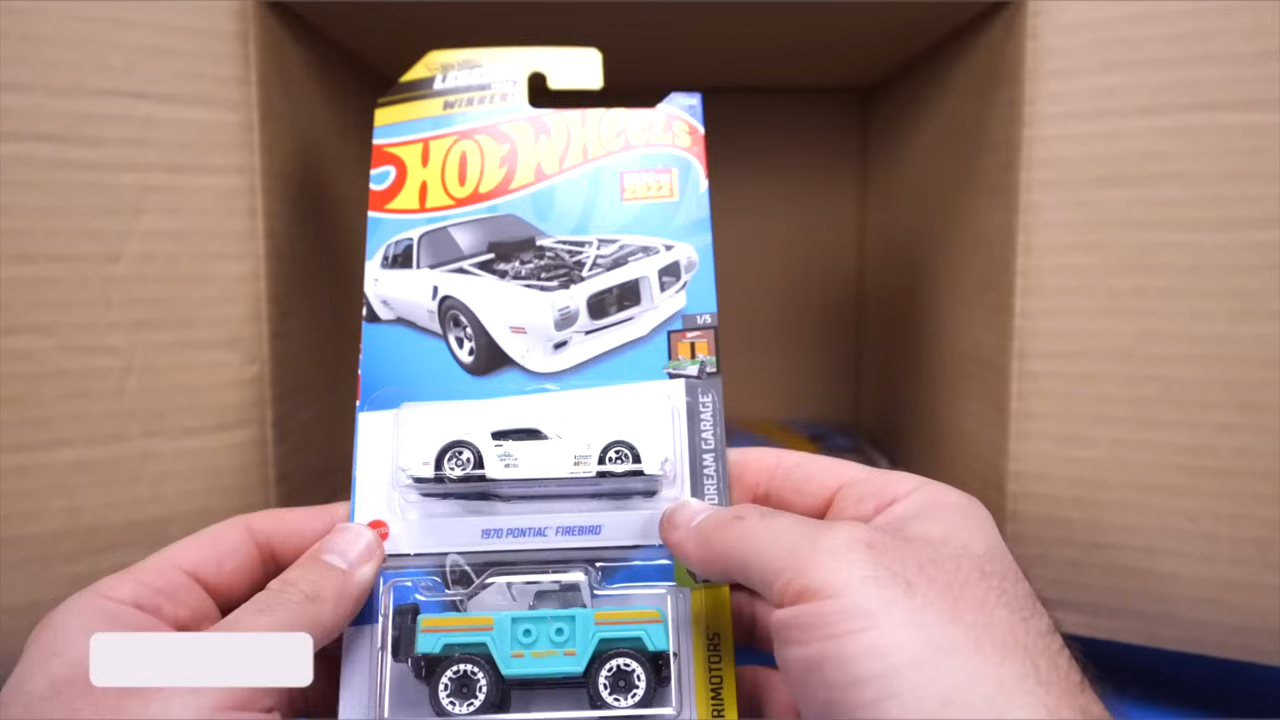 WINNER
HOT WHEELS
2022
1/5
DREAM GARAGE
1970 PONTIAC FIREBIRD
RIMOTORS